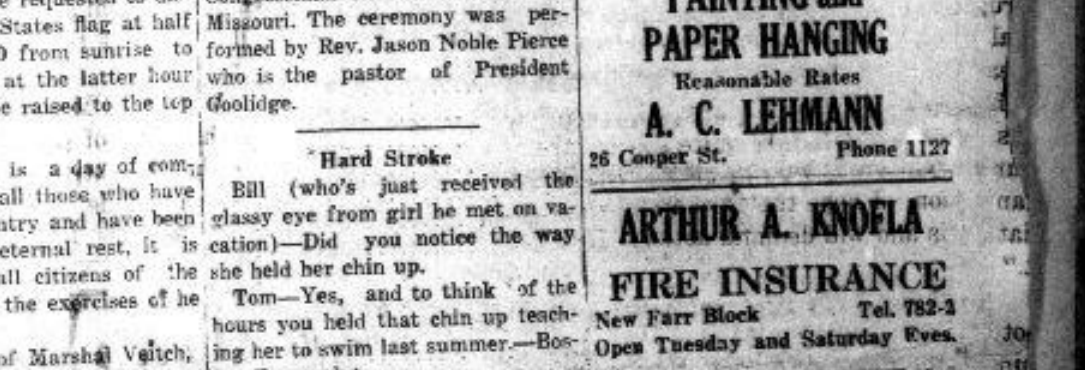 States flag at half
from sunrise to
at the latter hour
raised to the top
is a day of com-
all those who have
and have been
eternal rest, it is
all citizens of the
the exercises of he
of Marshal Veitch,
Missouri. The ceremony was per-
formed by Rev. Jason Noble Pierce
who is the pastor of President
Coolidge.
Hard Stroke
Bill (who's just received the
glassy eye from girl he met on va-
cation)—Did you notice the way
she held her chin up.
Tom—Yes, and to think of the
hours you held that chin up teach-
ing her to swim last summer.—Bos-
PAINTING and
PAPER HANGING
Reasonable Rates
A. C. LEHMANN
26 Cooper St. Phone 1127
ARTHUR A. KNOFLA
FIRE INSURANCE
New Farr Block Tel. 782-2
Open Tuesday and Saturday Eves.